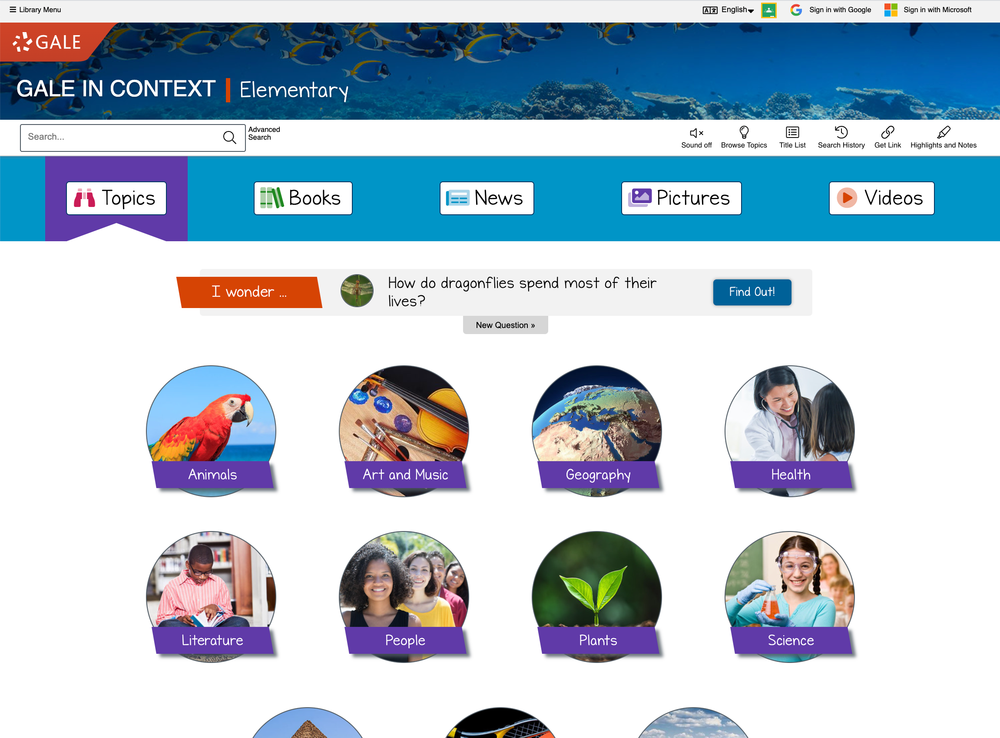 Library Menu
English
Sign in with Google
Sign in with Microsoft
GALE
GALE IN CONTEXT
Elementary
Search...
Advanced
Search
Sound off
Browse Topics
Title List
Search History
Get Link
Highlights and Notes
Topics
Books
News
Pictures
Videos
I wonder ...
How do dragonflies spend most of their
lives?
Find Out!
New Question »
Animals
Art and Music
Geography
Health
Literature
People
Plants
Science